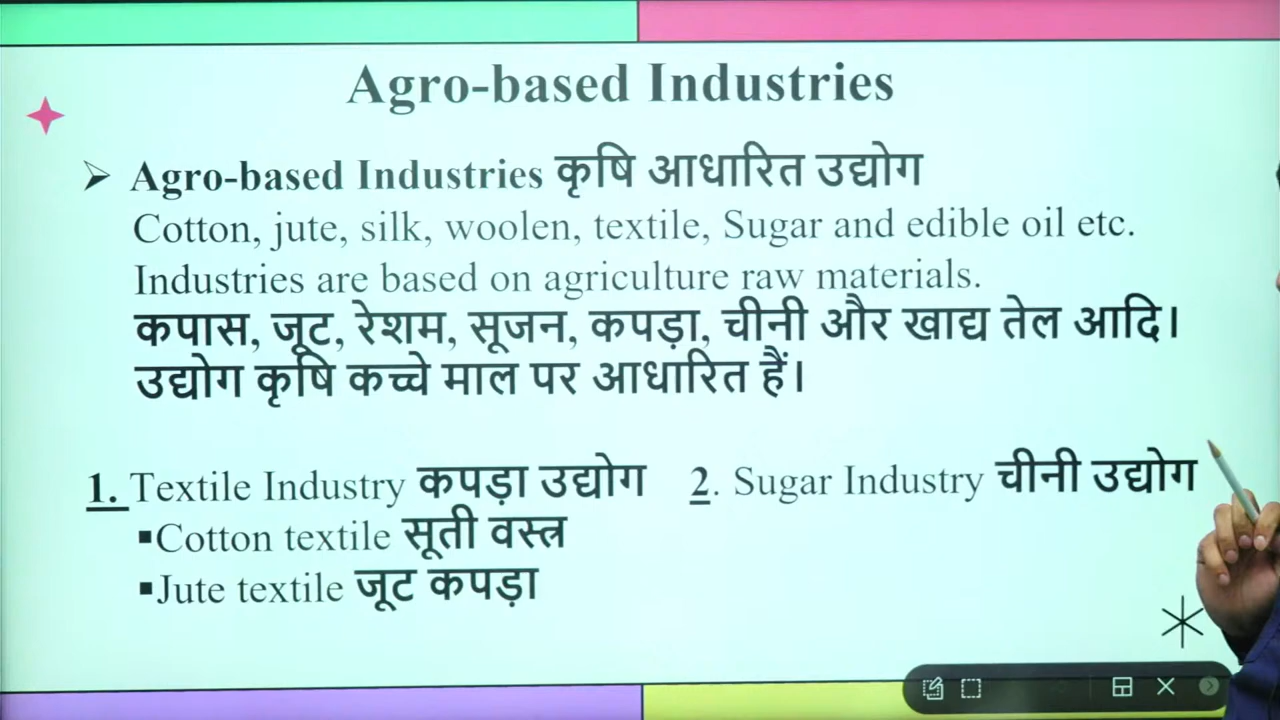 Agro-based Industries
➢ Agro-based Industries कृषि आधारित उद्योग
Cotton, jute, silk, woolen, textile, Sugar and edible oil etc.
Industries are based on agriculture raw materials.
कपास, जूट, रेशम, सूजन, कपड़ा, चीनी और खाद्य तेल आदि।
उद्योग कृषि कच्चे माल पर आधारित हैं।
1. Textile Industry कपड़ा उद्योग 2. Sugar Industry चीनी उद्योग
▪Cotton textile सूती वस्त्र
▪Jute textile जूट कपड़ा